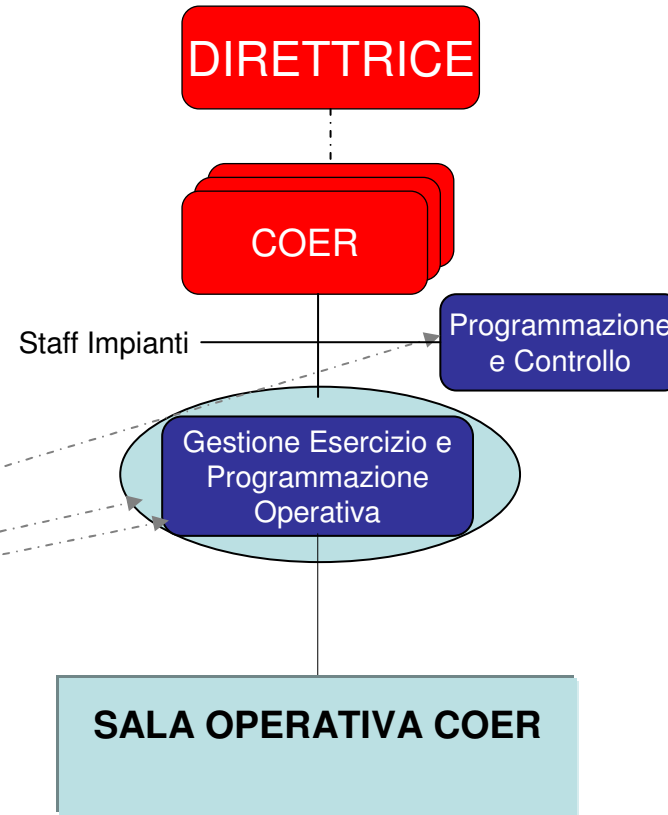 DIRETTRICE
COER
Staff Impianti
Programmazione
e Controllo
Gestione Esercizio e
Programmazione
Operativa
SALA OPERATIVA COER